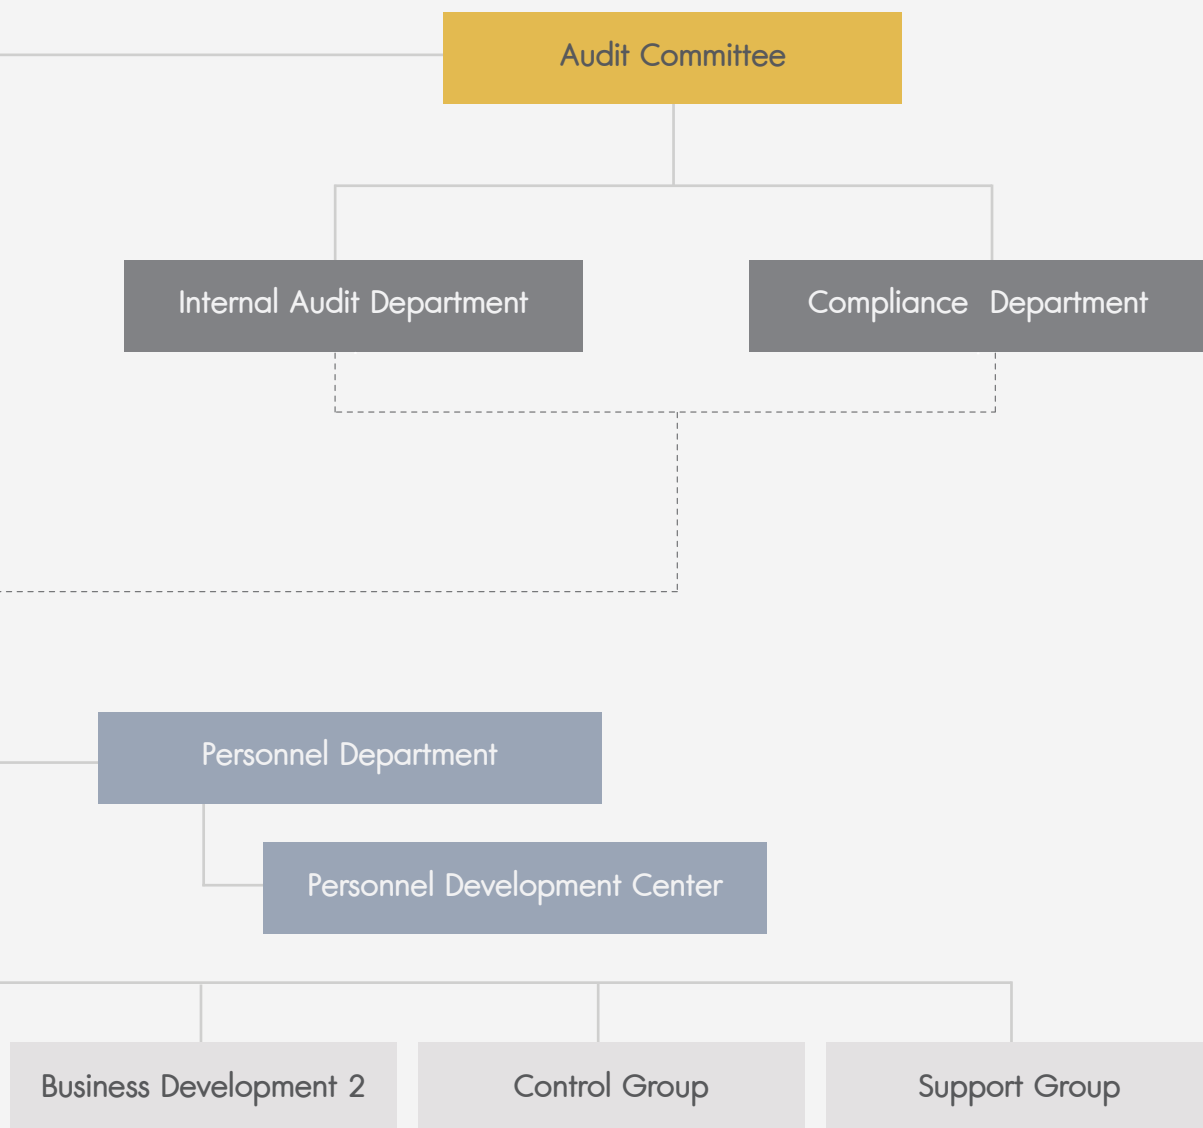 Audit Committee
Internal Audit Department
Compliance Department
Personnel Department
Personnel Development Center
Business Development 2
Control Group
Support Group